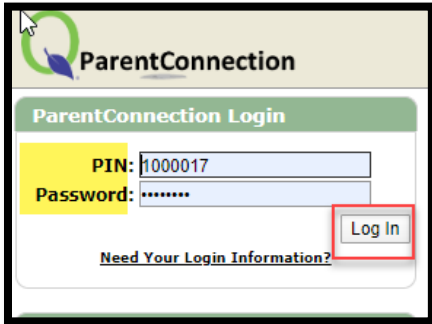 Q ParentConnection
ParentConnection Login
PIN: 1000017
Password: ••••••••
Log In
Need Your Login Information?